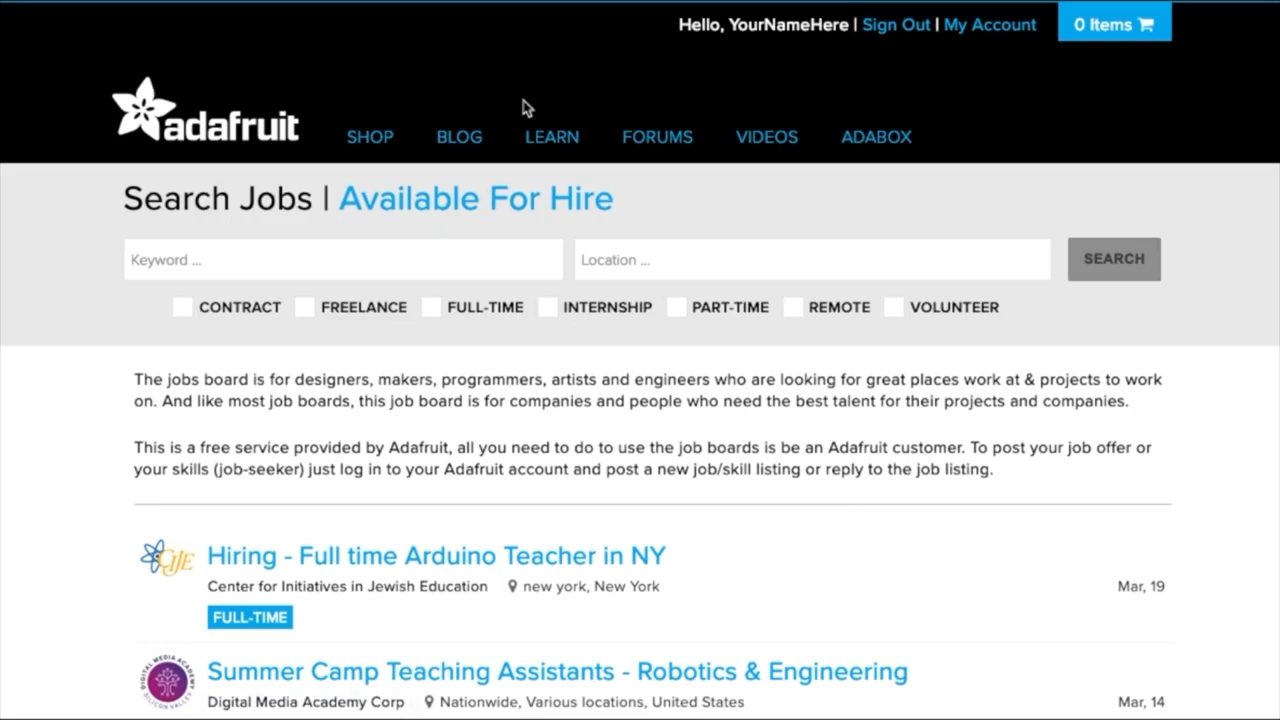 Hello, YourNameHere | Sign Out | My Account 0 Items
adafruit SHOP BLOG LEARN FORUMS VIDEOS ADABOX
Search Jobs | Available For Hire
Keyword ... Location ... SEARCH
CONTRACT FREELANCE FULL-TIME INTERNSHIP PART-TIME REMOTE VOLUNTEER
The jobs board is for designers, makers, programmers, artists and engineers who are looking for great places work at & projects to work
on. And like most job boards, this job board is for companies and people who need the best talent for their projects and companies.
This is a free service provided by Adafruit, all you need to do to use the job boards is be an Adafruit customer. To post your job offer or
your skills (job-seeker) just log in to your Adafruit account and post a new job/skill listing or reply to the job listing.
CIJE Hiring - Full time Arduino Teacher in NY
Center for Initiatives in Jewish Education new york, New York Mar, 19
FULL-TIME
DIGITAL MEDIA ACADEMY SILICON VALLEY
Summer Camp Teaching Assistants - Robotics & Engineering
Digital Media Academy Corp Nationwide, Various locations, United States Mar, 14